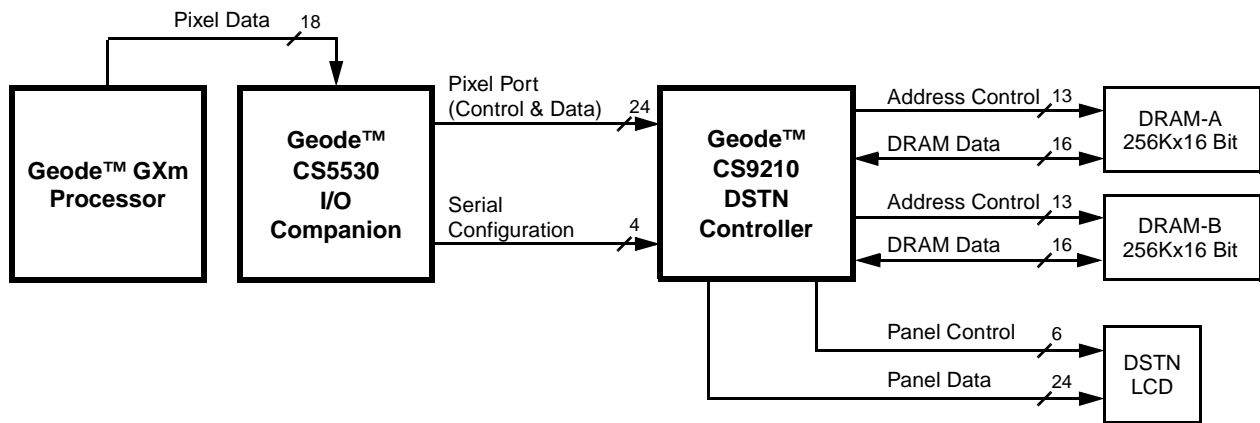 Pixel Data 18
Geode™ GXm
Processor
Geode™
CS5530
I/O
Companion
Pixel Port
(Control & Data) 24
Serial
Configuration 4
Geode™
CS9210
DSTN
Controller
Address Control 13
DRAM Data 16
DRAM-A
256Kx16 Bit
Address Control 13
DRAM Data 16
DRAM-B
256Kx16 Bit
Panel Control 6
Panel Data 24
DSTN
LCD